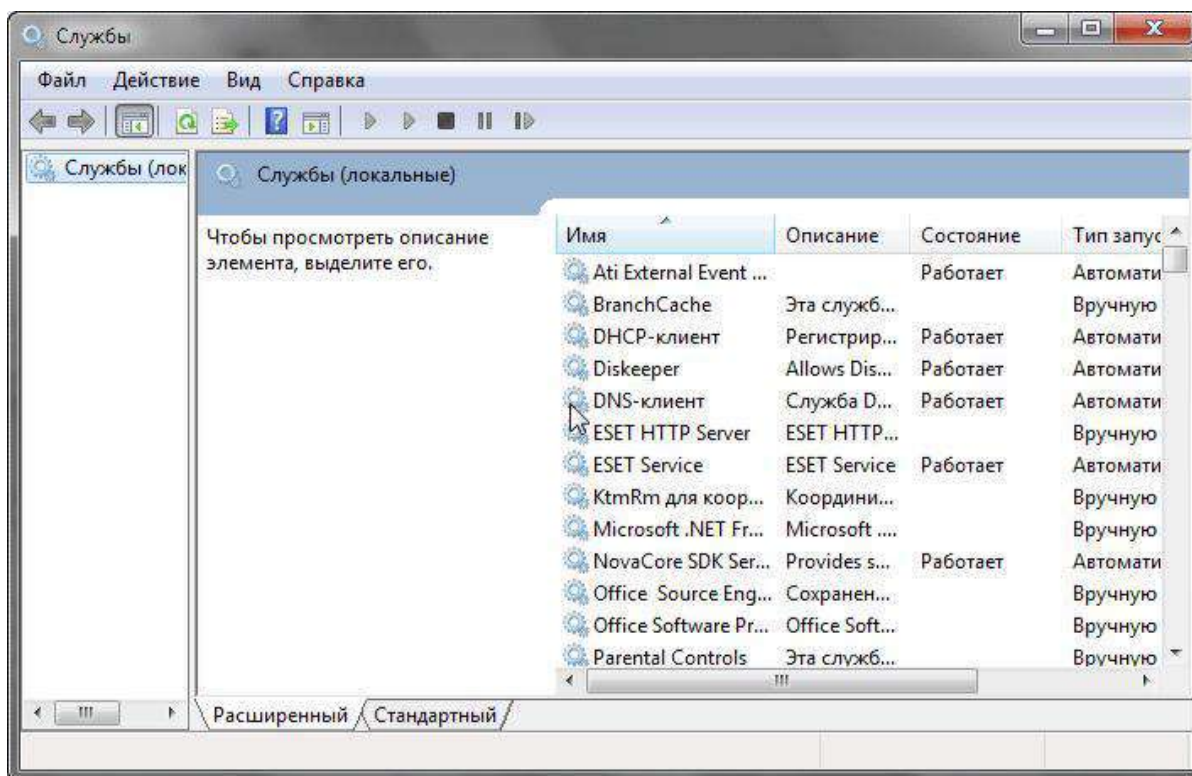 Службы
Файл Действие Вид Справка
Службы (лок
Службы (локальные)
Чтобы просмотреть описание
элемента, выделите его.
Имя Описание Состояние Тип запус
Ati External Event ... Работает Автомати
BranchCache Эта служб... Вручную
DHCP-клиент Регистрир... Работает Автомати
Diskeeper Allows Dis... Работает Автомати
DNS-клиент Служба D... Работает Автомати
ESET HTTP Server ESET HTTP... Вручную
ESET Service ESET Service Работает Автомати
KtmRm для коор... Координи... Вручную
Microsoft .NET Fr... Microsoft .... Вручную
NovaCore SDK Ser... Provides s... Работает Автомати
Office Source Eng... Сохранен... Вручную
Office Software Pr... Office Soft... Вручную
Parental Controls Эта служб... Вручную
Расширенный Стандартный